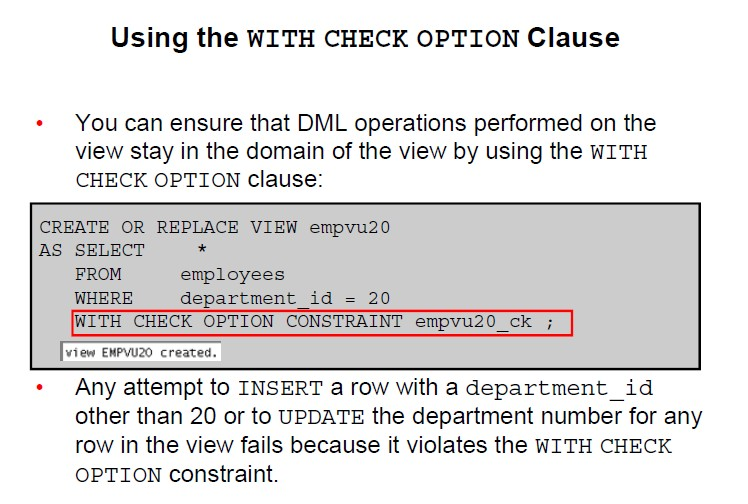 Using the WITH CHECK OPTION Clause
• You can ensure that DML operations performed on the
view stay in the domain of the view by using the WITH
CHECK OPTION clause:
CREATE OR REPLACE VIEW empvu20
AS SELECT     *
   FROM     employees
   WHERE    department_id = 20
   WITH CHECK OPTION CONSTRAINT empvu20_ck ;
view EMPVU20 created.
• Any attempt to INSERT a row with a department_id
other than 20 or to UPDATE the department number for any
row in the view fails because it violates the WITH CHECK
OPTION constraint.